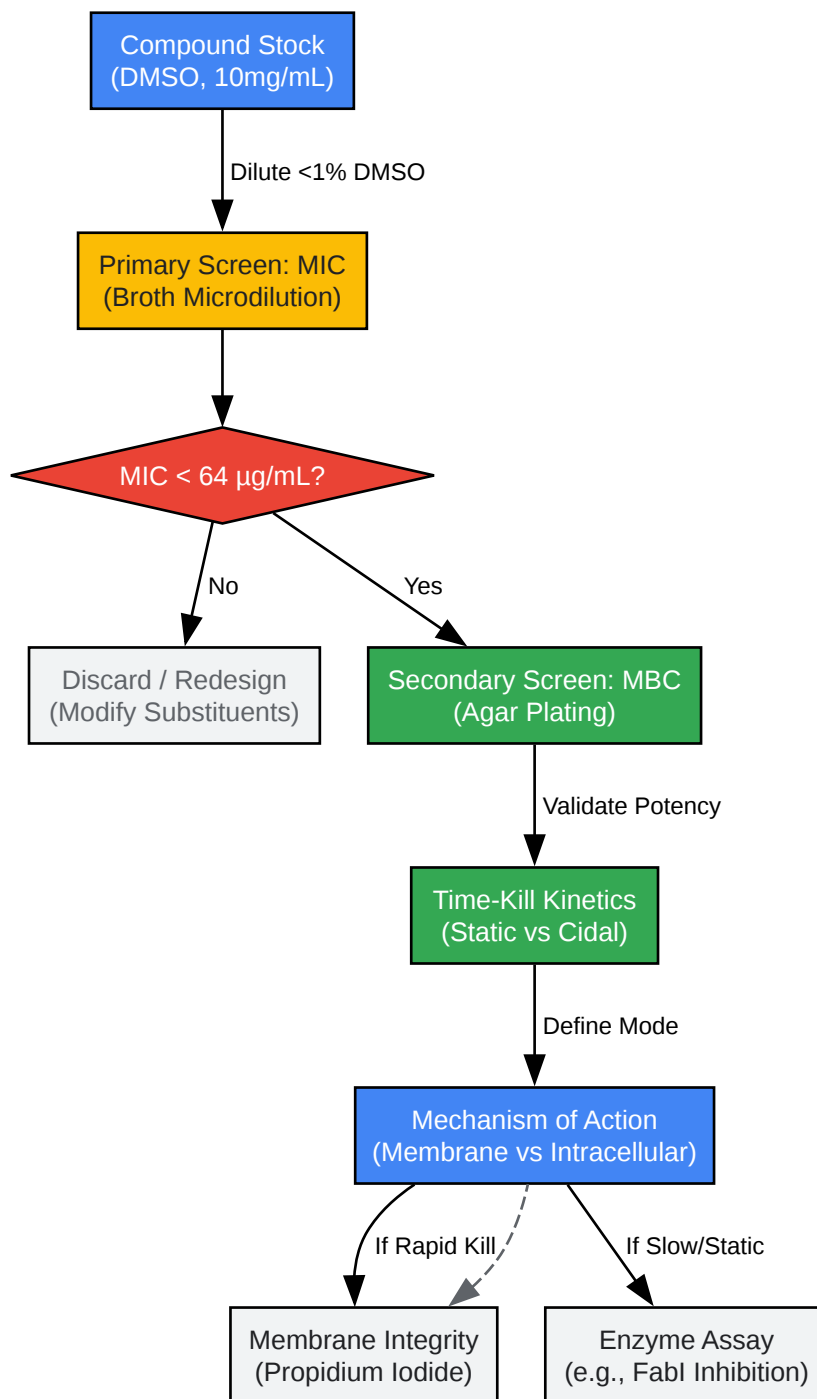 Compound Stock
(DMSO, 10mg/mL)
Dilute <1% DMSO
Primary Screen: MIC
(Broth Microdilution)
MIC < 64 µg/mL?
No
Yes
Discard / Redesign
(Modify Substituents)
Secondary Screen: MBC
(Agar Plating)
Validate Potency
Time-Kill Kinetics
(Static vs Cidal)
Define Mode
Mechanism of Action
(Membrane vs Intracellular)
If Rapid Kill
If Slow/Static
Membrane Integrity
(Propidium Iodide)
Enzyme Assay
(e.g., FabI Inhibition)